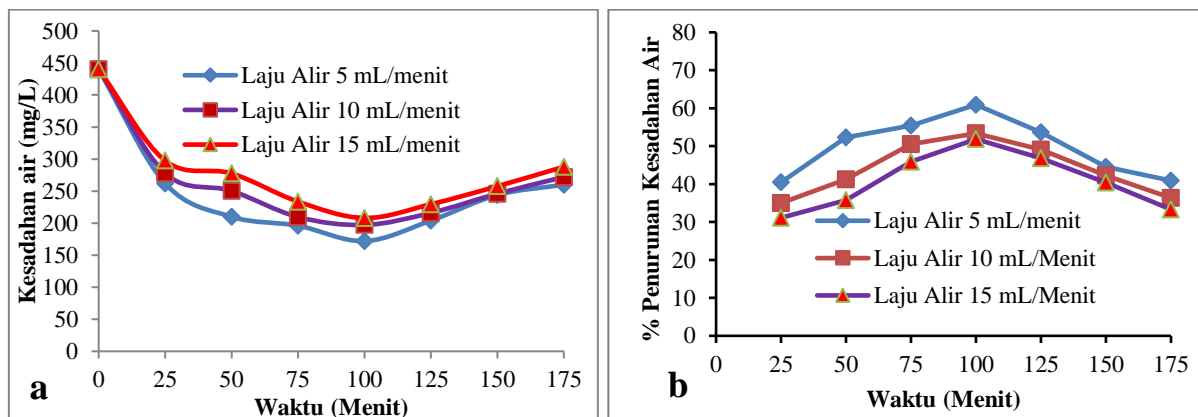 500
450
400
350
300
250
200
150
100
50
0
Kesadahan air (mg/L)
Laju Alir 5 mL/menit
Laju Alir 10 mL/menit
Laju Alir 15 mL/menit
0 25 50 75 100 125 150 175
Waktu (Menit)
a
80
70
60
50
40
30
20
10
0
% Penurunan Kesadahan Air
Laju Alir 5 mL/menit
Laju Alir 10 mL/Menit
Laju Alir 15 mL/Menit
0 25 50 75 100 125 150 175
Waktu (Menit)
b